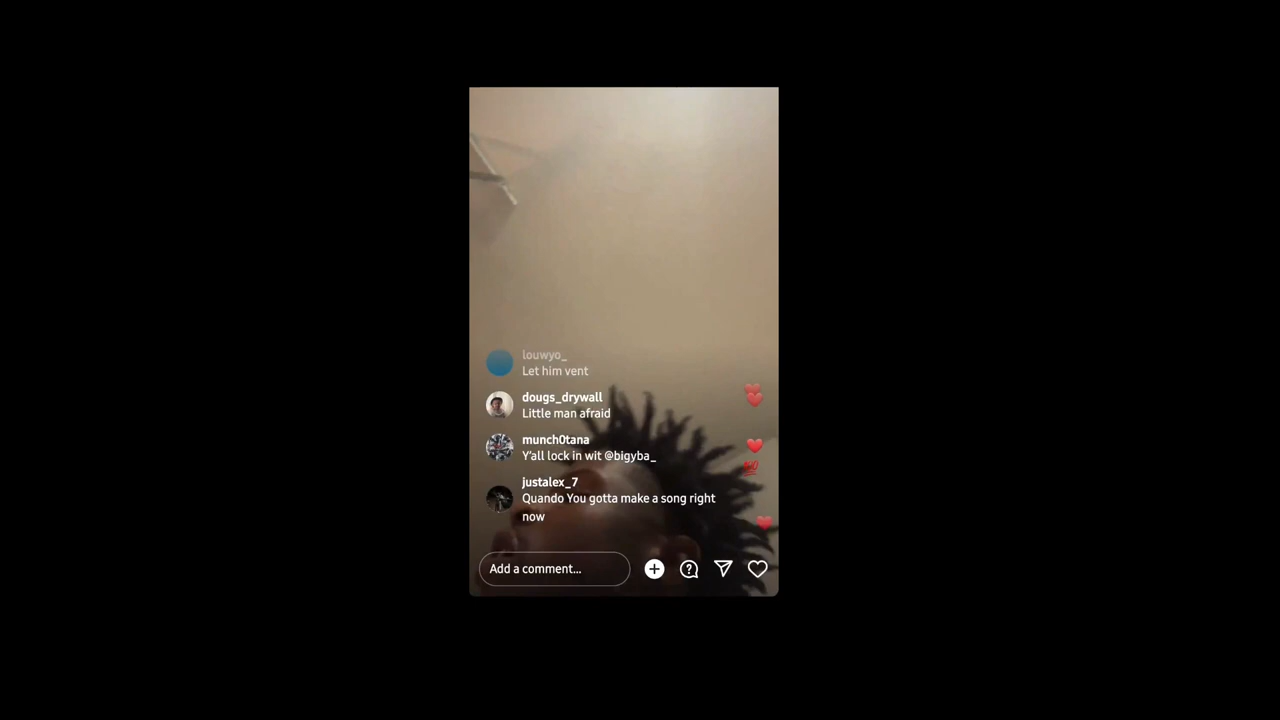 louwyo_
Let him vent
dougs_drywall
Little man afraid
munch0tana
Y'all lock in wit @bigyba_
justalex_7
Quando You gotta make a song right
now
Add a comment...